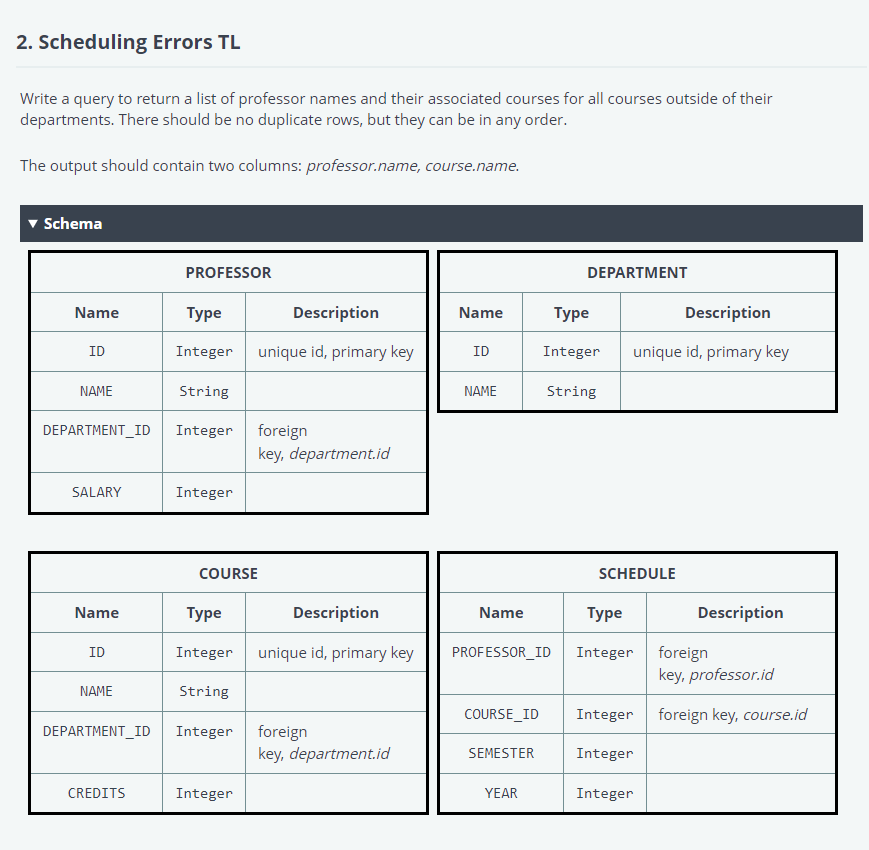 2. Scheduling Errors TL
Write a query to return a list of professor names and their associated courses for all courses outside of their
departments. There should be no duplicate rows, but they can be in any order.
The output should contain two columns: professor.name, course.name.
▼ Schema
PROFESSOR
Name Type Description
ID Integer unique id, primary key
NAME String
DEPARTMENT_ID Integer foreign
key, department.id
SALARY Integer
DEPARTMENT
Name Type Description
ID Integer unique id, primary key
NAME String
COURSE
Name Type Description
ID Integer unique id, primary key
NAME String
DEPARTMENT_ID Integer foreign
key, department.id
CREDITS Integer
SCHEDULE
Name Type Description
PROFESSOR_ID Integer foreign
key, professor.id
COURSE_ID Integer foreign key, course.id
SEMESTER Integer
YEAR Integer